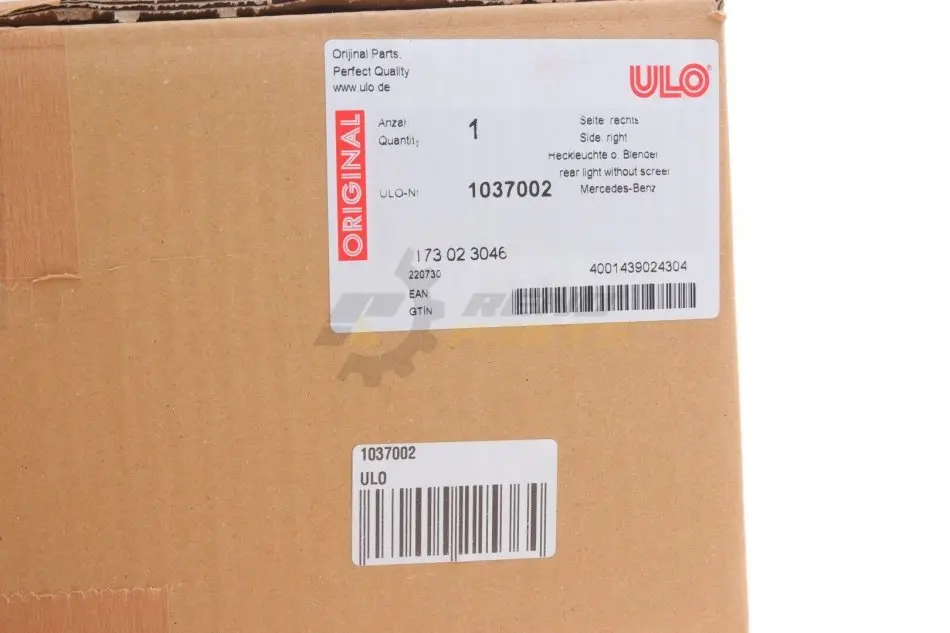 Orijinal Parts,
Perfect Quality
www.ulo.de
ULO®
ORIGINAL
Anzal
Quantity
1
Seite: rechts
Side: right
Heckleuchte o. Blender
rear light without screen
Mercedes-Benz
ULO-Nr
1037002
173 02 3046
220730
EAN
GTIN
4001439024304
1037002
ULO